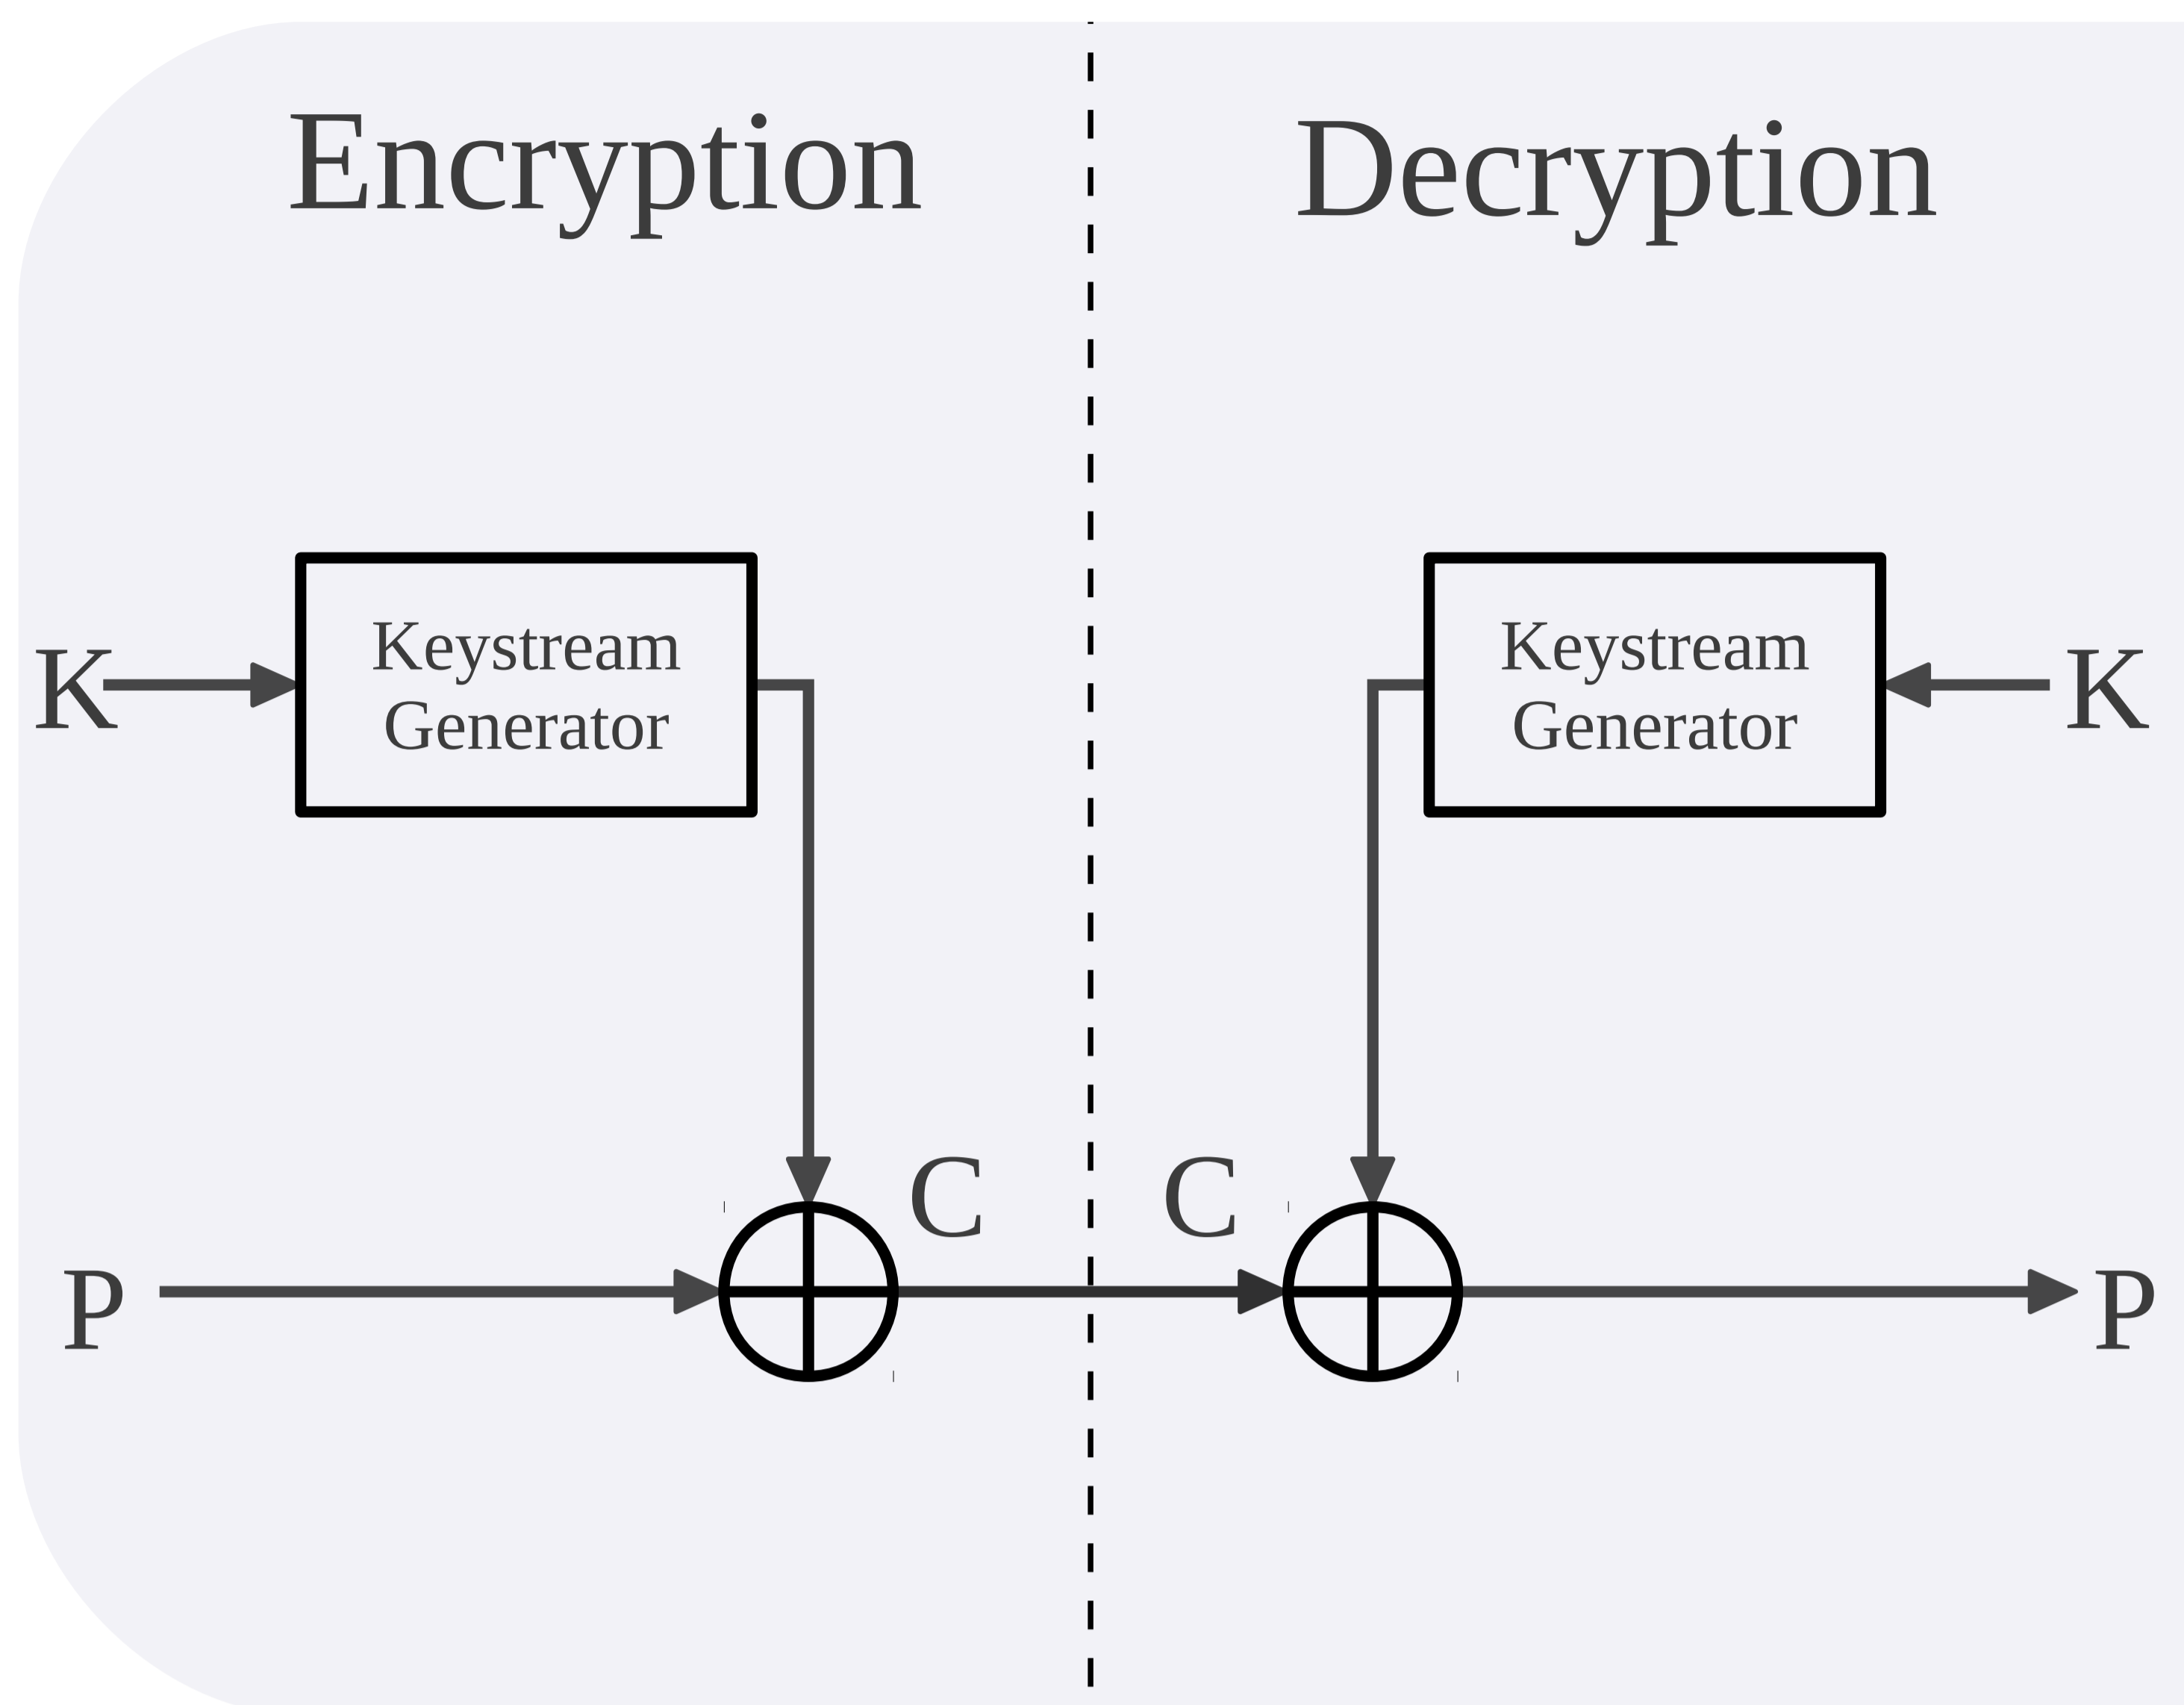 Encryption
Decryption
K
Keystream
Generator
Keystream
Generator
K
C
C
P
P